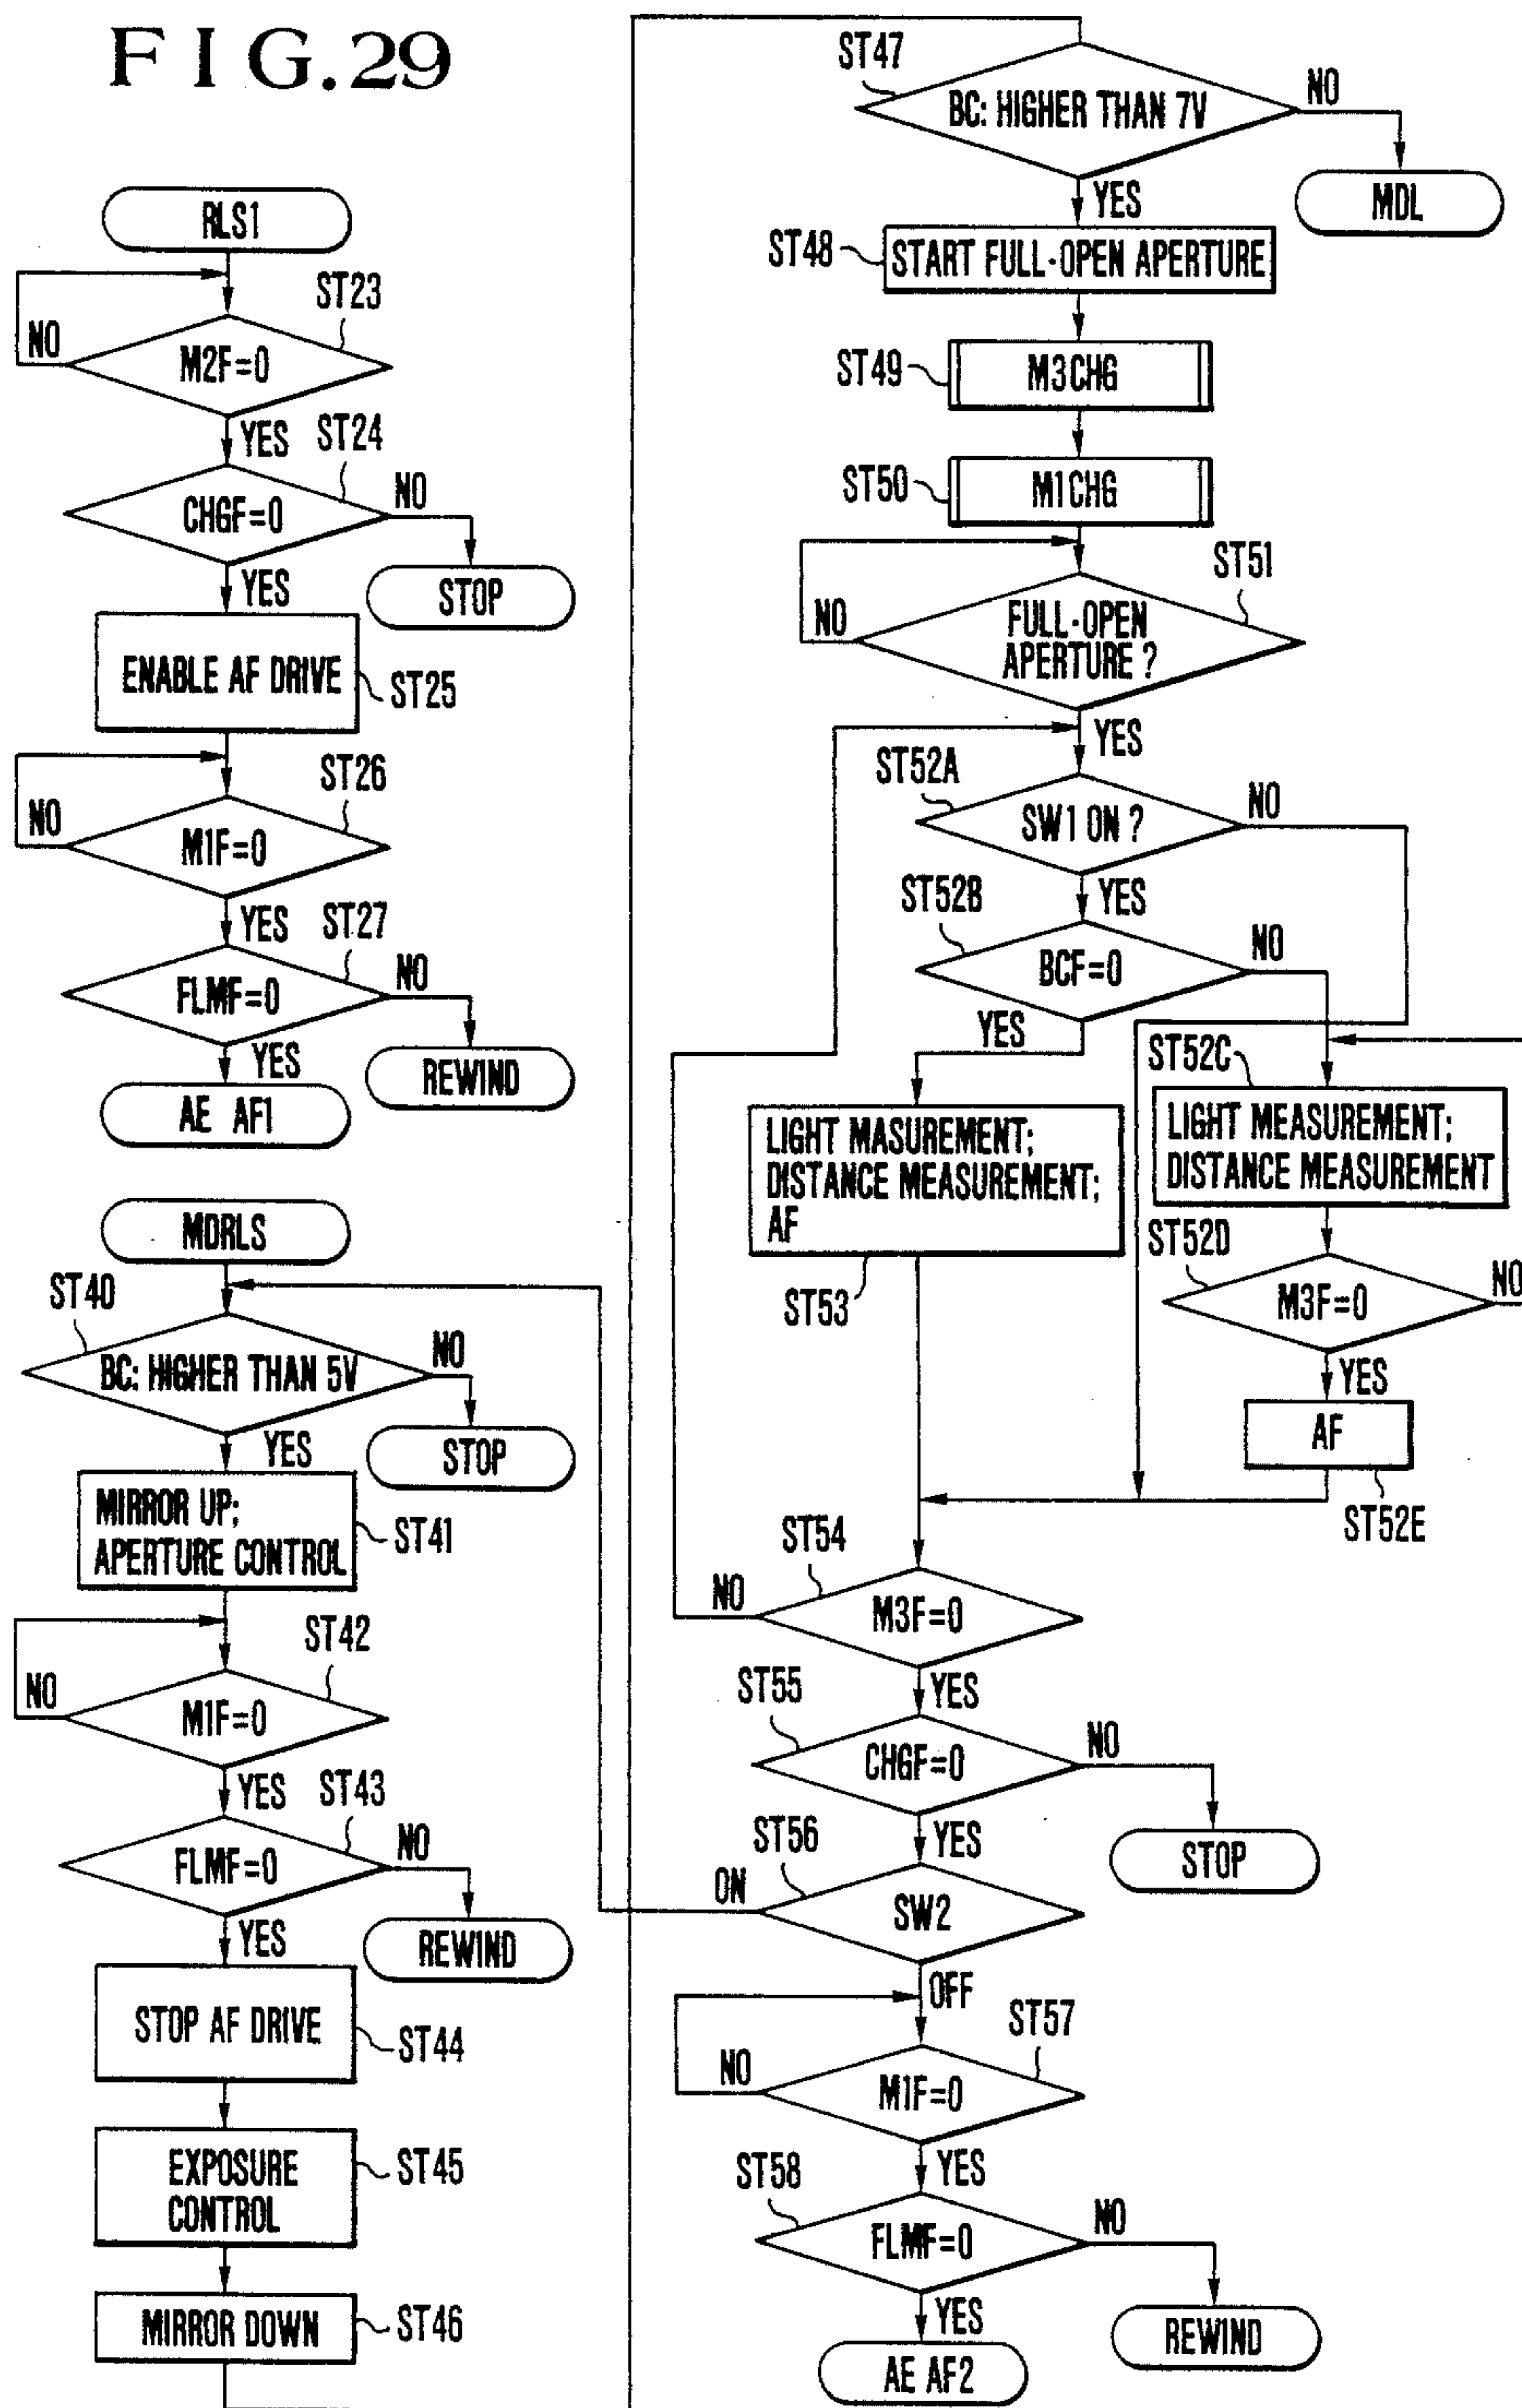 FIG.29
RLS1
ST23
NO
M2F=0
YES
ST24
CHGF=0
NO
YES
STOP
ENABLE AF DRIVE
ST25
ST26
NO
M1F=0
YES
ST27
FLMF=0
NO
YES
REWIND
AE AF1
MDRLS
ST40
BC: HIGHER THAN 5V
NO
YES
STOP
MIRROR UP;
APERTURE CONTROL
ST41
ST42
NO
M1F=0
YES
ST43
FLMF=0
NO
YES
REWIND
STOP AF DRIVE
ST44
EXPOSURE
CONTROL
ST45
MIRROR DOWN
ST46
ST47
BC: HIGHER THAN 7V
NO
YES
MDL
ST48
START FULL-OPEN APERTURE
ST49
M3CHG
ST50
M1CHG
ST51
NO
FULL-OPEN
APERTURE ?
YES
ST52A
SW1 ON ?
NO
YES
ST52B
BCF=0
NO
YES
ST52C
LIGHT MEASUREMENT;
DISTANCE MEASUREMENT
LIGHT MASUREMENT;
DISTANCE MEASUREMENT;
AF
ST53
ST52D
M3F=0
NO
YES
AF
ST52E
ST54
NO
M3F=0
YES
ST55
CHGF=0
NO
YES
STOP
ST56
ON
SW2
OFF
ST57
NO
M1F=0
YES
ST58
FLMF=0
NO
YES
REWIND
AE AF2